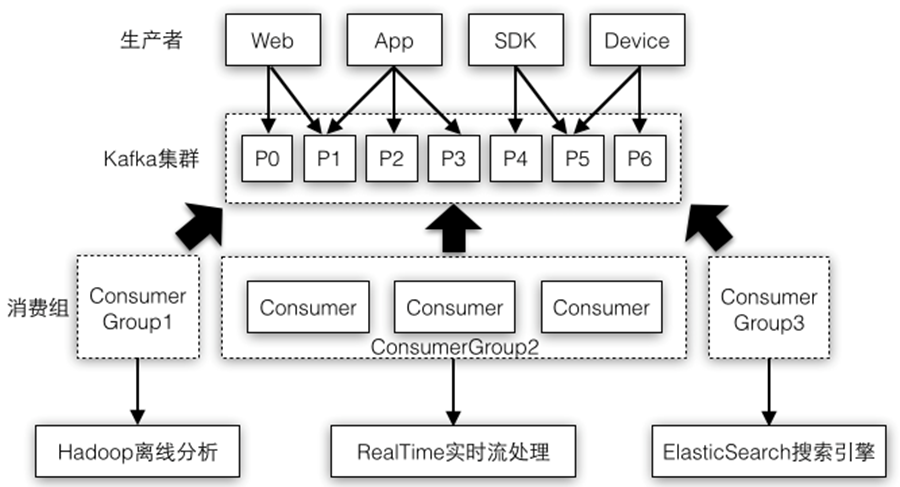 生产者
Web
App
SDK
Device
Kafka集群
P0
P1
P2
P3
P4
P5
P6
消费组
Consumer
Group1
Consumer
Consumer
Consumer
ConsumerGroup2
Consumer
Group3
Hadoop离线分析
RealTime实时流处理
ElasticSearch搜索引擎